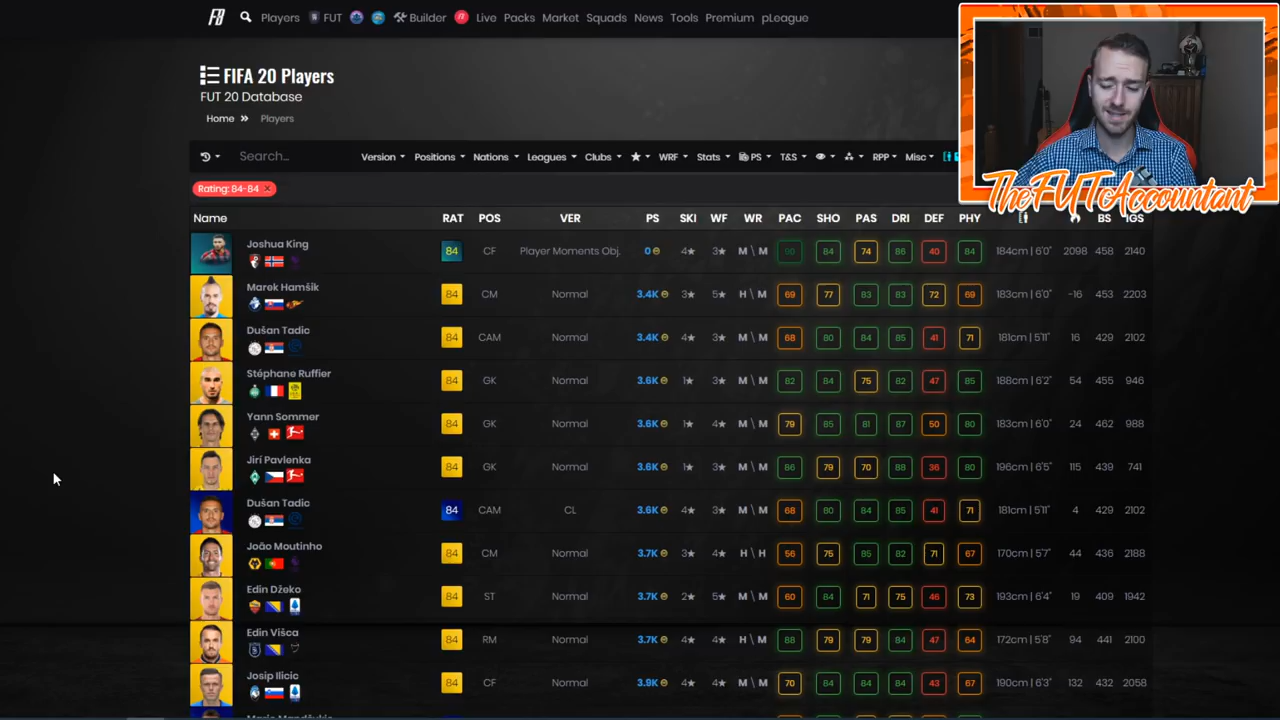 F8 Players FUT Builder Live Packs Market Squads News Tools Premium pLeague
FIFA 20 Players
FUT 20 Database
Home » Players
Search... Version Positions Nations Leagues Clubs WRF Stats PS T&S RPP Misc
TheFUTAccountant
Rating: 84-84 ×
Name RAT POS VER PS SKI WF WR PAC SHO PAS DRI DEF PHY BS IGS
Joshua King 84 CF Player Moments Obj. 0 4★ 3★ M \ M 90 84 74 86 40 84 184cm | 6'0" 2098 458 2140
Marek Hamšík 84 CM Normal 3.4K 3★ 5★ H \ M 69 77 83 83 72 69 183cm | 6'0" -16 453 2203
Dušan Tadic 84 CAM Normal 3.4K 4★ 3★ M \ M 68 80 84 85 41 71 181cm | 5'11" 16 429 2102
Stéphane Ruffier 84 GK Normal 3.6K 1★ 3★ M \ M 82 84 75 82 47 85 188cm | 6'2" 54 455 946
Yann Sommer 84 GK Normal 3.6K 1★ 4★ M \ M 79 85 81 87 50 80 183cm | 6'0" 24 462 988
Jirí Pavlenka 84 GK Normal 3.6K 1★ 3★ M \ M 86 79 70 88 36 80 196cm | 6'5" 115 439 741
Dušan Tadic 84 CAM CL 3.6K 4★ 3★ M \ M 68 80 84 85 41 71 181cm | 5'11" 4 429 2102
João Moutinho 84 CM Normal 3.7K 3★ 4★ H \ H 56 75 85 82 71 67 170cm | 5'7" 44 436 2188
Edin Džeko 84 ST Normal 3.7K 2★ 5★ M \ M 60 84 71 75 46 73 193cm | 6'4" 19 409 1942
Edin Višca 84 RM Normal 3.7K 4★ 4★ H \ M 88 79 79 84 47 64 172cm | 5'8" 94 441 2100
Josip Ilicic 84 CF Normal 3.9K 4★ 3★ M \ M 70 84 84 84 43 67 190cm | 6'3" 132 432 2058